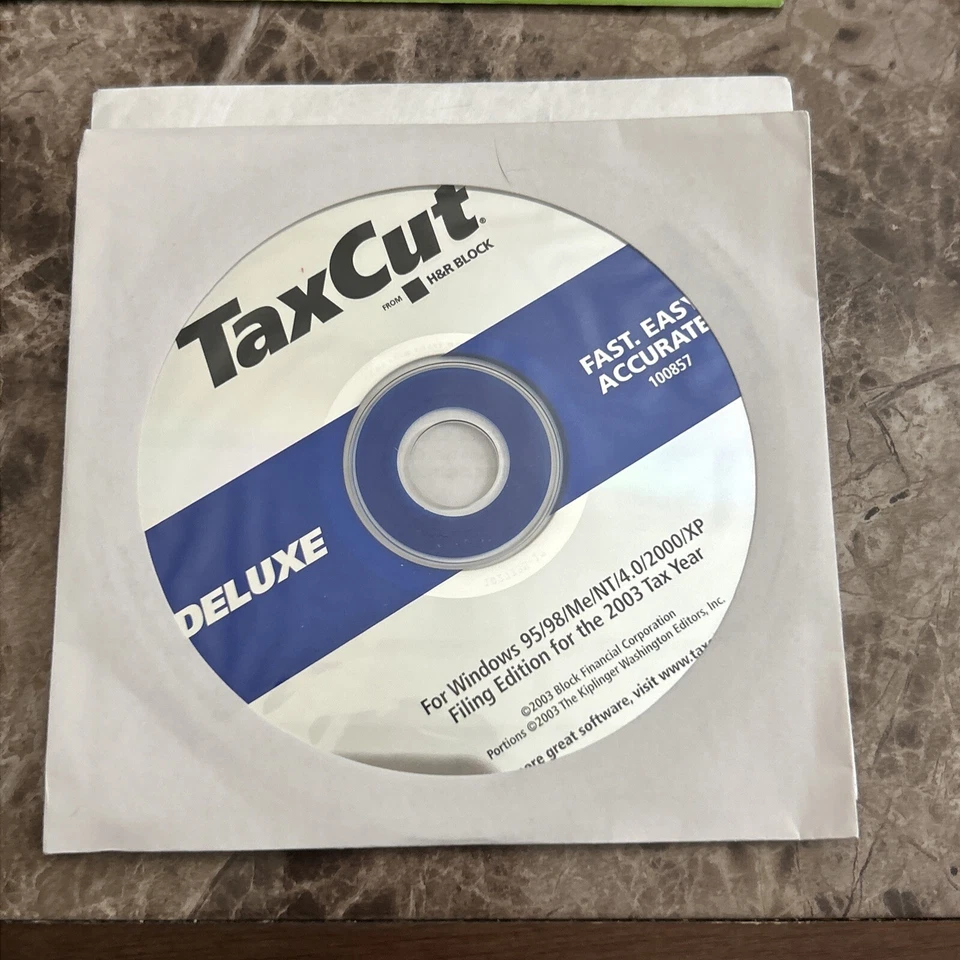 TaxCut®
FROM H&R BLOCK
FAST. EASY
ACCURATE
100857
DELUXE
For Windows 95/98/Me/NT/4.0/2000/XP
Filing Edition for the 2003 Tax Year
©2003 Block Financial Corporation
Portions ©2003 The Kiplinger Washington Editors, Inc.
ore great software, visit www.tax